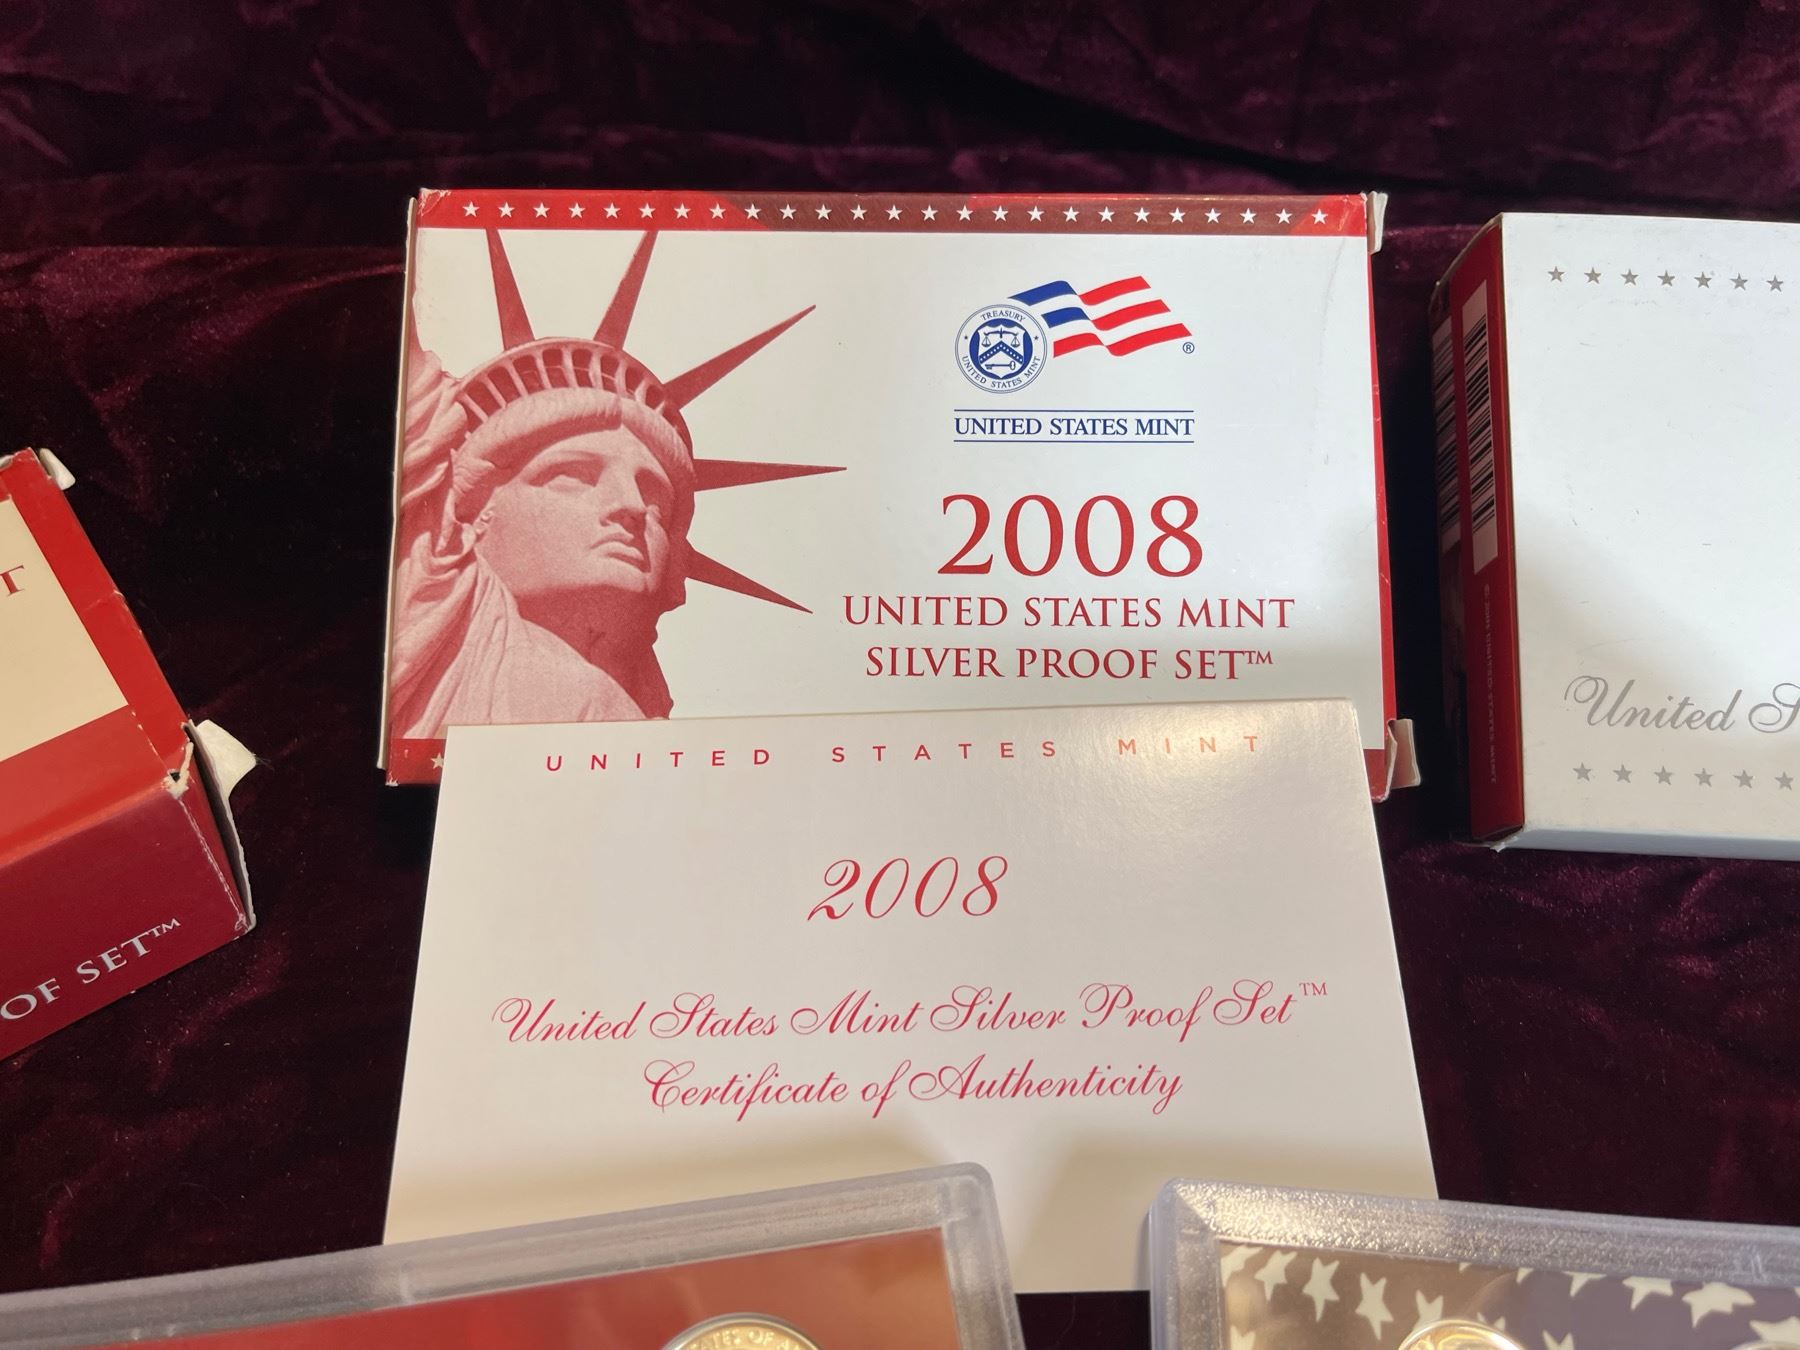 TREASURY
UNITED STATES MINT
®
UNITED STATES MINT
2008
UNITED STATES MINT
SILVER PROOF SET™
UNITED STATES MINT
2008
United States Mint Silver Proof Set™
Certificate of Authenticity
T
OF SET™
United S